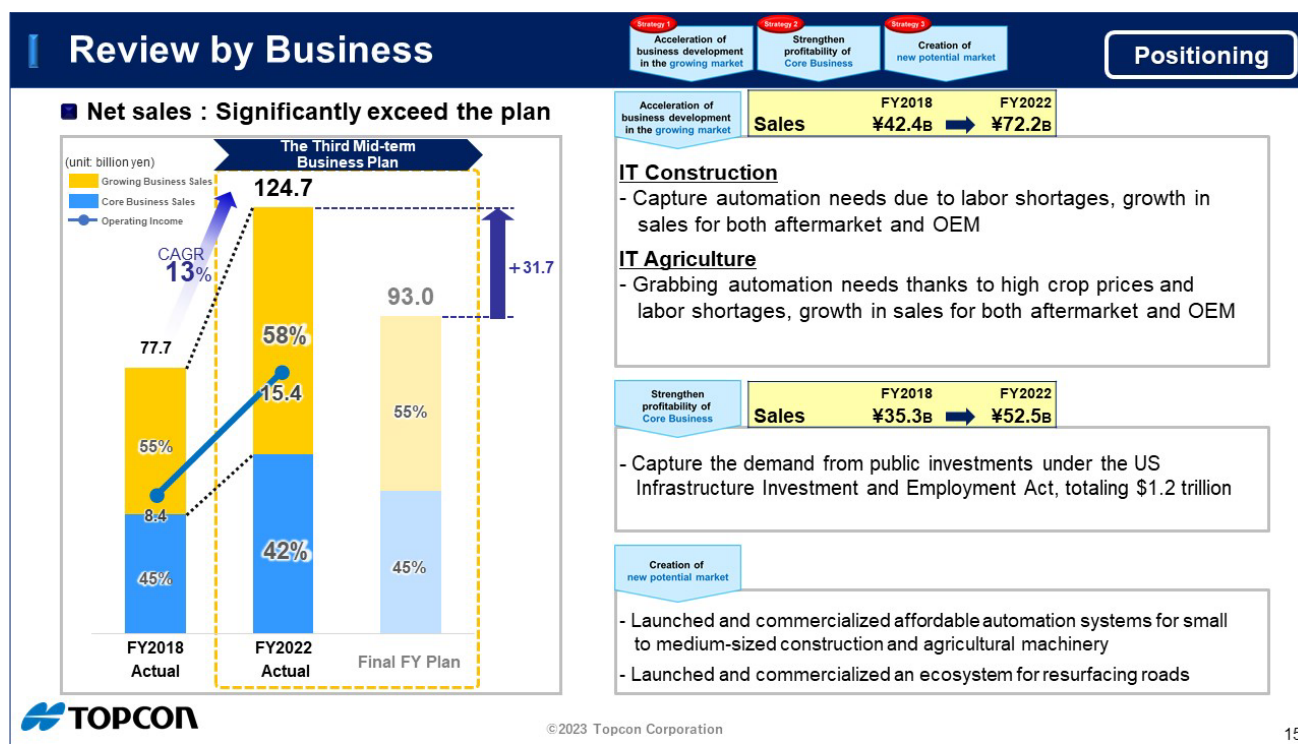 Review by Business
Strategy 1
Acceleration of
business development
in the growing market
Strategy 2
Strengthen
profitability of
Core Business
Strategy 3
Creation of
new potential market
Positioning
Net sales : Significantly exceed the plan
The Third Mid-term
Business Plan
(unit: billion yen)
Growing Business Sales
Core Business Sales
Operating Income
CAGR
13%
124.7
+31.7
93.0
77.7
58%
15.4
55%
55%
8.4
42%
45%
45%
FY2018
Actual
FY2022
Actual
Final FY Plan
Acceleration of
business development
in the growing market
FY2018 FY2022
Sales ¥42.4B ¥72.2B
IT Construction
- Capture automation needs due to labor shortages, growth in
sales for both aftermarket and OEM
IT Agriculture
- Grabbing automation needs thanks to high crop prices and
labor shortages, growth in sales for both aftermarket and OEM
Strengthen
profitability of
Core Business
FY2018 FY2022
Sales ¥35.3B ¥52.5B
- Capture the demand from public investments under the US
Infrastructure Investment and Employment Act, totaling $1.2 trillion
Creation of
new potential market
- Launched and commercialized affordable automation systems for small
to medium-sized construction and agricultural machinery
- Launched and commercialized an ecosystem for resurfacing roads
TOPCON
©2023 Topcon Corporation
15